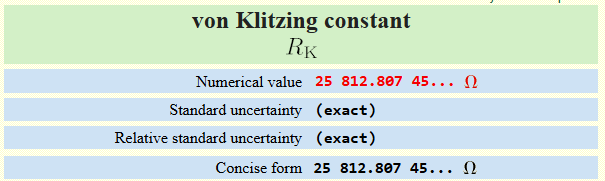 von Klitzing constant
R_K
Numerical value 25 812.807 45... Ω
Standard uncertainty (exact)
Relative standard uncertainty (exact)
Concise form 25 812.807 45... Ω